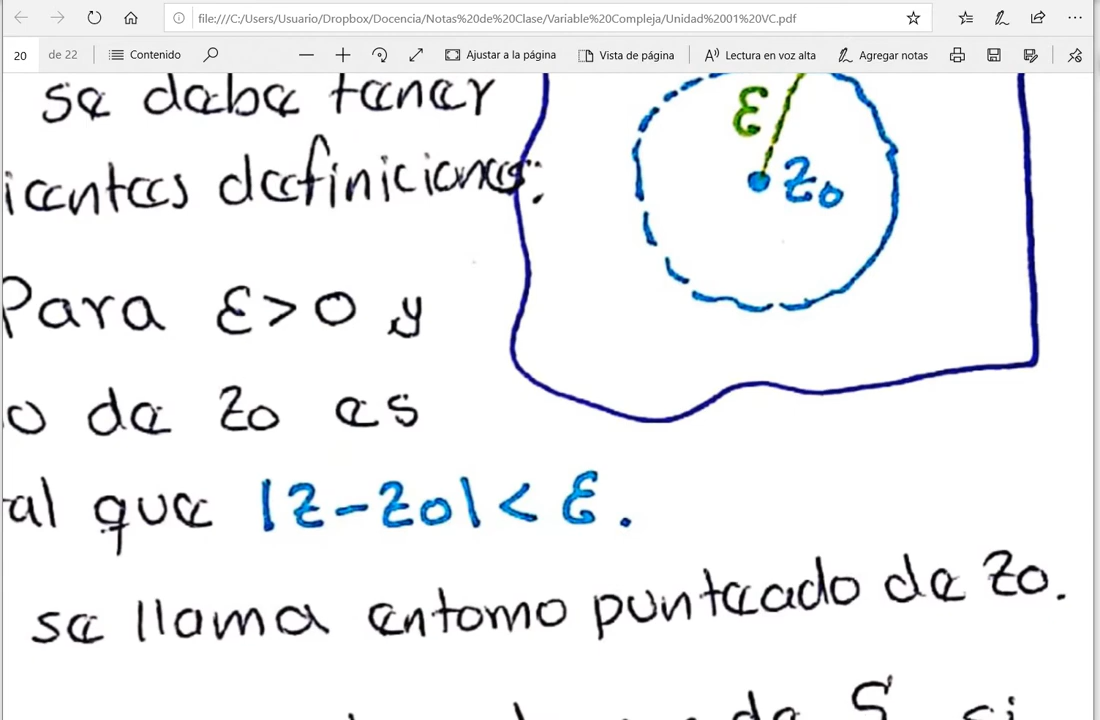 file:///C:/Users/Usuario/Dropbox/Docencia/Notas%20de%20Clase/Variable%20Compleja/Unidad%2001%20VC.pdf
20 de 22 Contenido Ajustar a la página Vista de página Lectura en voz alta Agregar notas
se debe tener
ε
z₀
ientes definiciones:
Para ε>0 y
o de z₀ es
al que |z-z₀|<ε.
se llama entorno punteado de z₀.
de S si